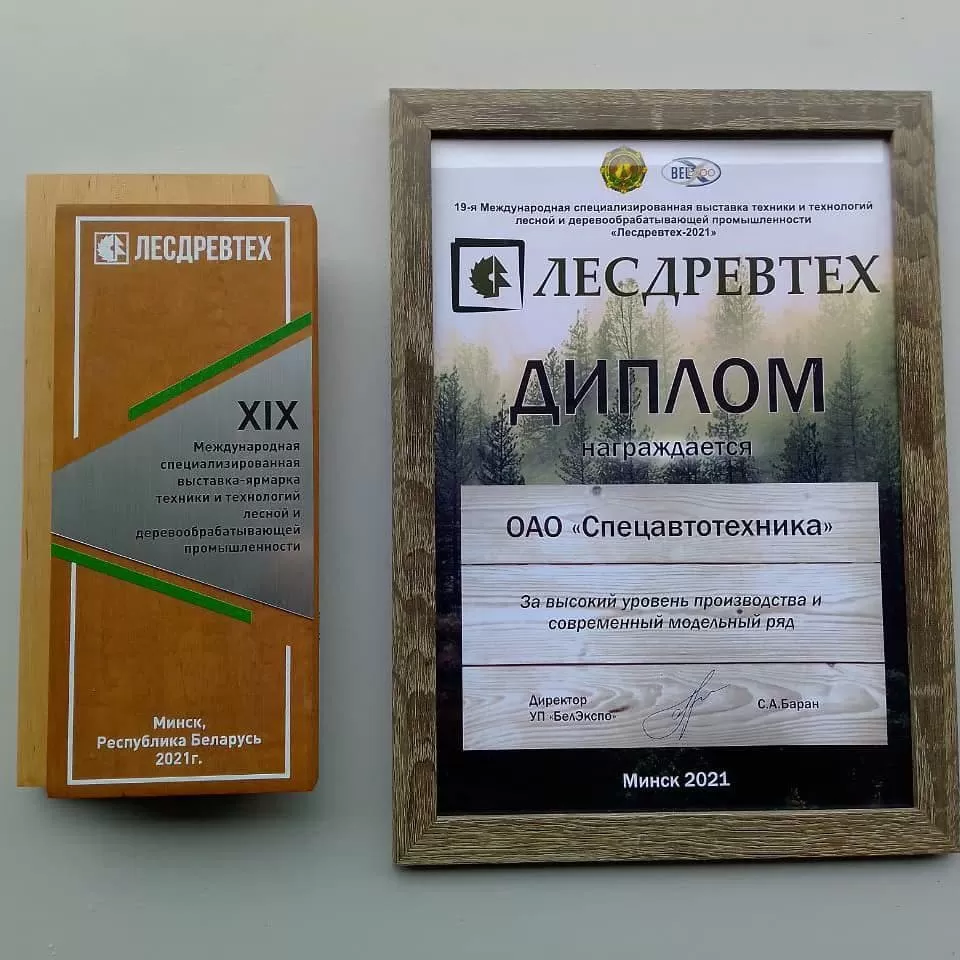 ЛЕСДРЕВТЕХ
XIX
Международная
специализированная
выставка-ярмарка
техники и технологий
лесной и
деревообрабатывающей
промышленности
Минск,
Республика Беларусь
2021г.
19-я Международная специализированная выставка техники и технологий
лесной и деревообрабатывающей промышленности
«Лесдревтех-2021»
ЛЕСДРЕВТЕХ
ДИПЛОМ
награждается
ОАО «Спецавтотехника»
За высокий уровень производства и
современный модельный ряд
Директор
УП «БелЭкспо»
С.А.Баран
Минск 2021